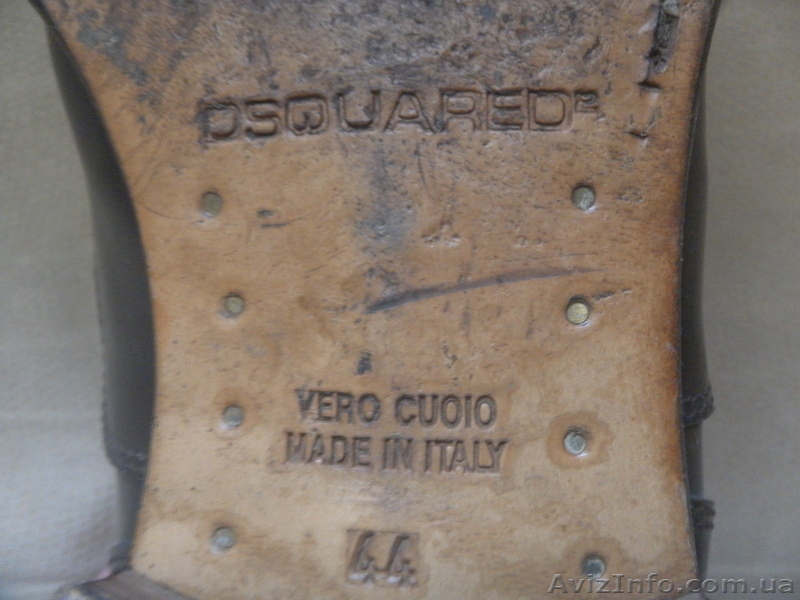 DSQUARED²
VERO CUOIO
MADE IN ITALY
44
AvizInfo.com.ua